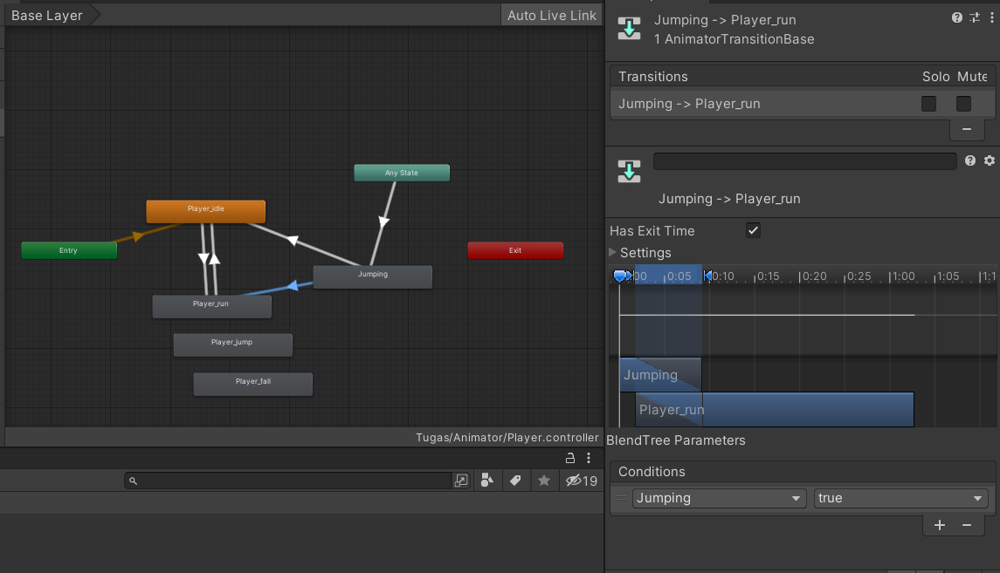 Base Layer
Auto Live Link
Any State
Player_idle
Entry
Exit
Jumping
Player_run
Player_jump
Player_fall
Tugas/Animator/Player.controller
19
Jumping -> Player_run
1 AnimatorTransitionBase
Transitions Solo Mute
Jumping -> Player_run
Jumping -> Player_run
Has Exit Time
Settings
:00 0:05 0:10 0:15 0:20 0:25 1:00 1:05 1:1
Jumping
Player_run
BlendTree Parameters
Conditions
Jumping true